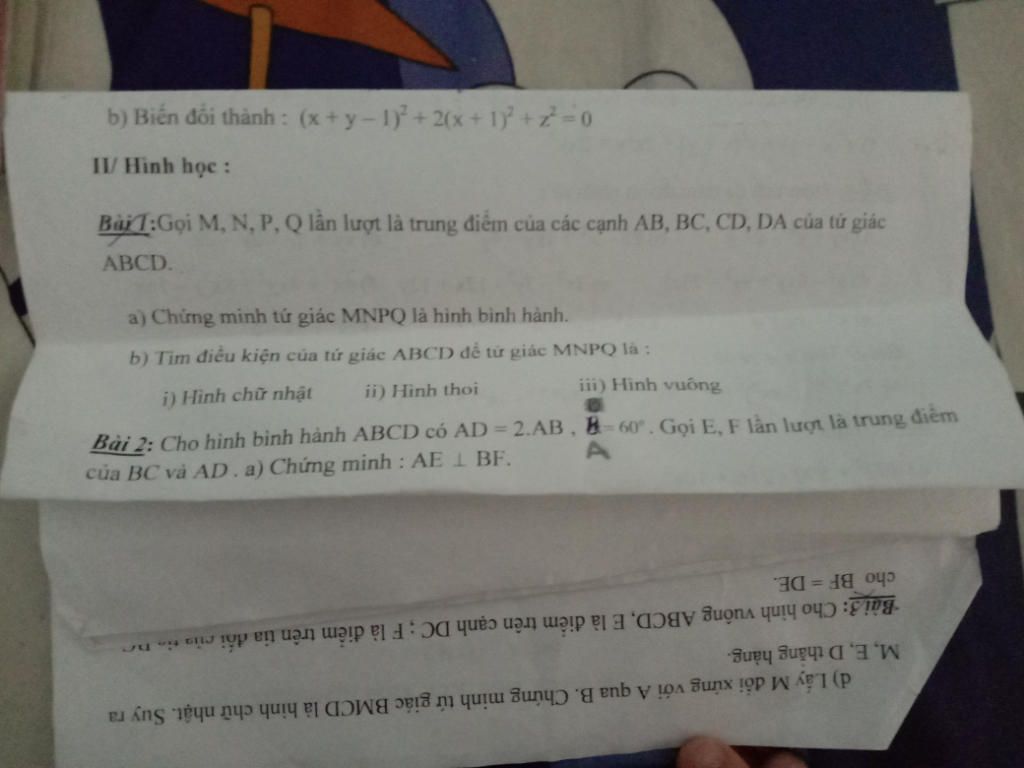 b) Biến đổi thành : (x + y – 1)² + 2(x + 1)² + z² = 0
II/ Hình học :
Bài 1:Gọi M, N, P, Q lần lượt là trung điểm của các cạnh AB, BC, CD, DA của tứ giác
ABCD.
a) Chứng minh tứ giác MNPQ là hình bình hành.
b) Tìm điều kiện của tứ giác ABCD để tứ giác MNPQ là :
i) Hình chữ nhật ii) Hình thoi iii) Hình vuông
Bài 2: Cho hình bình hành ABCD có AD = 2.AB , = 60° . Gọi E, F lần lượt là trung điểm
A
của BC và AD . a) Chứng minh : AE ⊥ BF.
d) Lấy M đối xứng với A qua B. Chứng minh tứ giác BMCD là hình chữ nhật. Suy ra
M, E, D thẳng hàng.
Bài 3: Cho hình vuông ABCD, E là điểm trên cạnh DC ; F là điểm trên tia đối của tia
cho BF = DE.